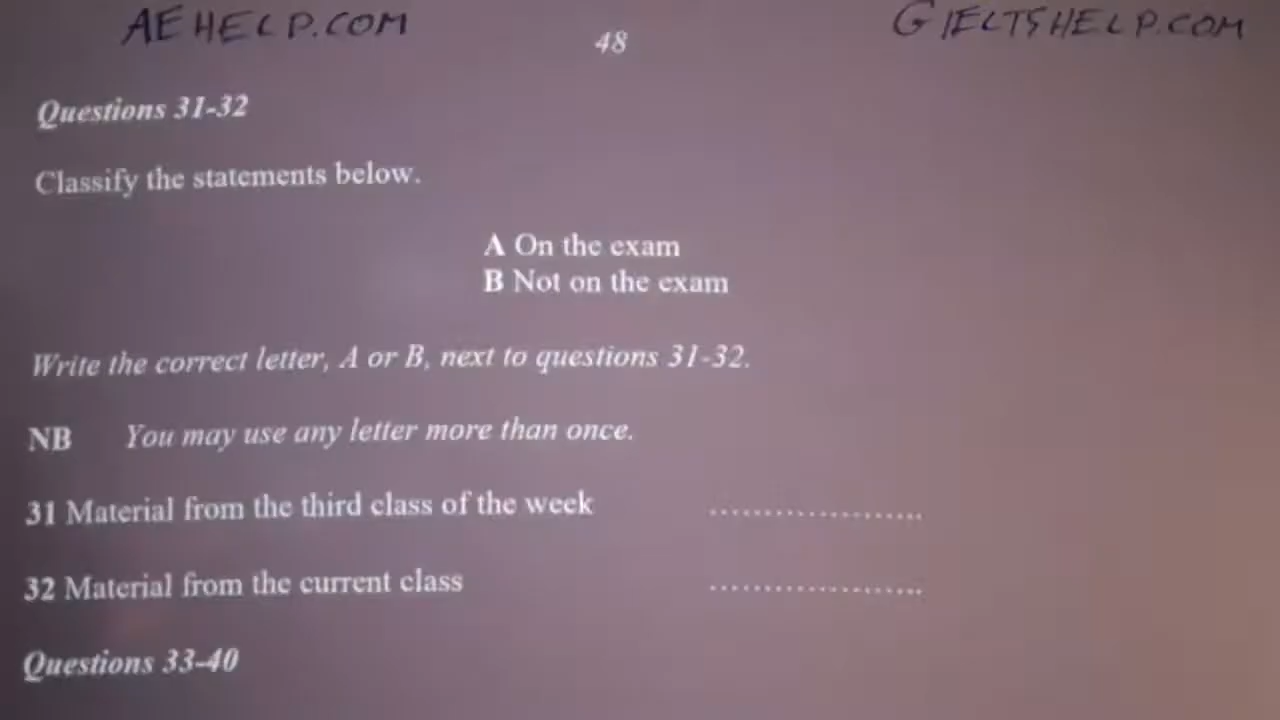 AEHELP.COM
48
GIELTSHELP.COM
Questions 31-32
Classify the statements below.
A On the exam
B Not on the exam
Write the correct letter, A or B, next to questions 31-32.
NB You may use any letter more than once.
31 Material from the third class of the week ....................
32 Material from the current class ....................
Questions 33-40